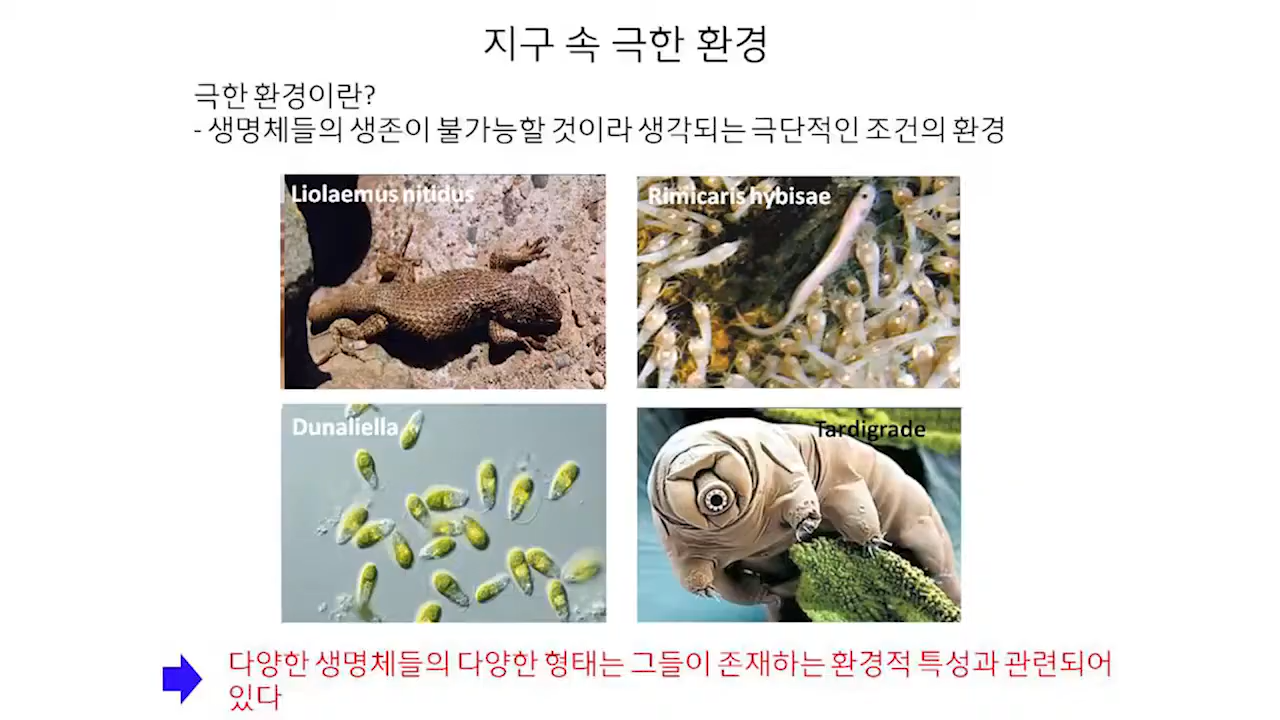 지구 속 극한 환경
극한 환경이란?
- 생명체들의 생존이 불가능할 것이라 생각되는 극단적인 조건의 환경
Liolaemus nitidus
Rimicaris hybisae
Dunaliella
Tardigrade
다양한 생명체들의 다양한 형태는 그들이 존재하는 환경적 특성과 관련되어
있다